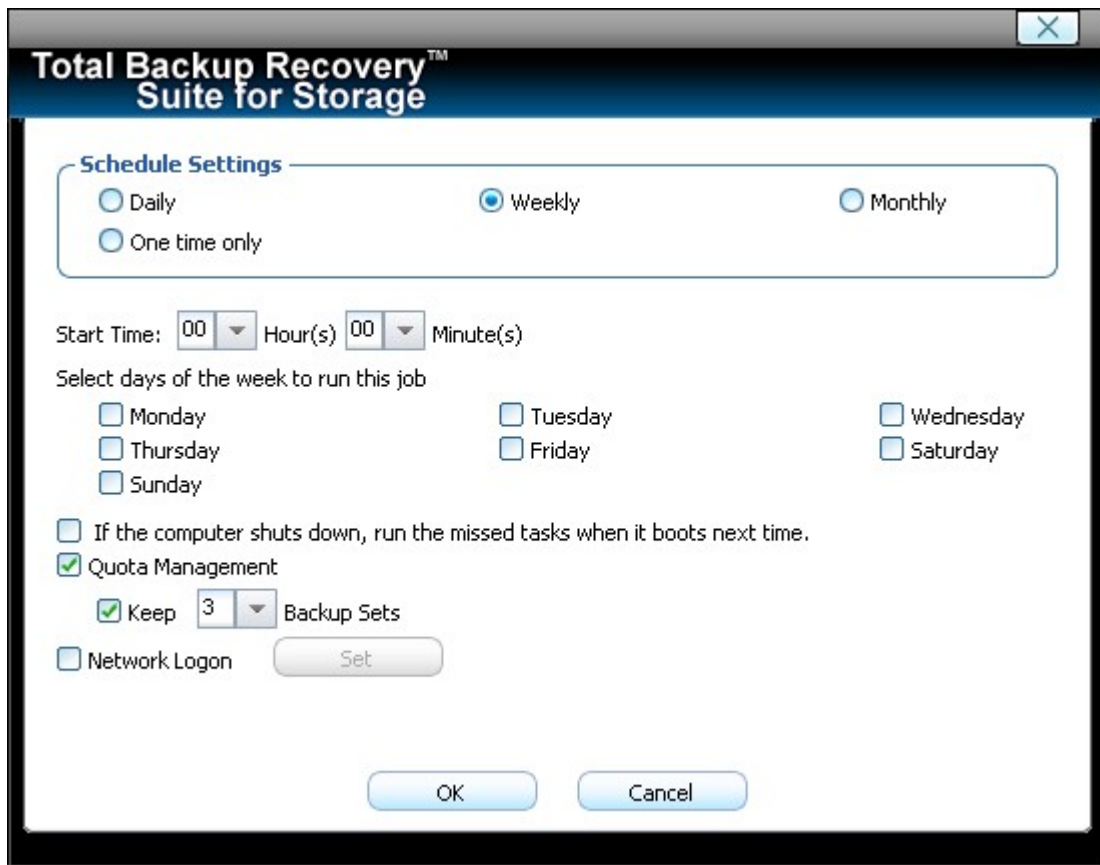 Total Backup Recovery™
Suite for Storage
Schedule Settings
Daily Weekly Monthly
One time only
Start Time: 00 Hour(s) 00 Minute(s)
Select days of the week to run this job
Monday Tuesday Wednesday
Thursday Friday Saturday
Sunday
If the computer shuts down, run the missed tasks when it boots next time.
Quota Management
Keep 3 Backup Sets
Network Logon Set
OK Cancel